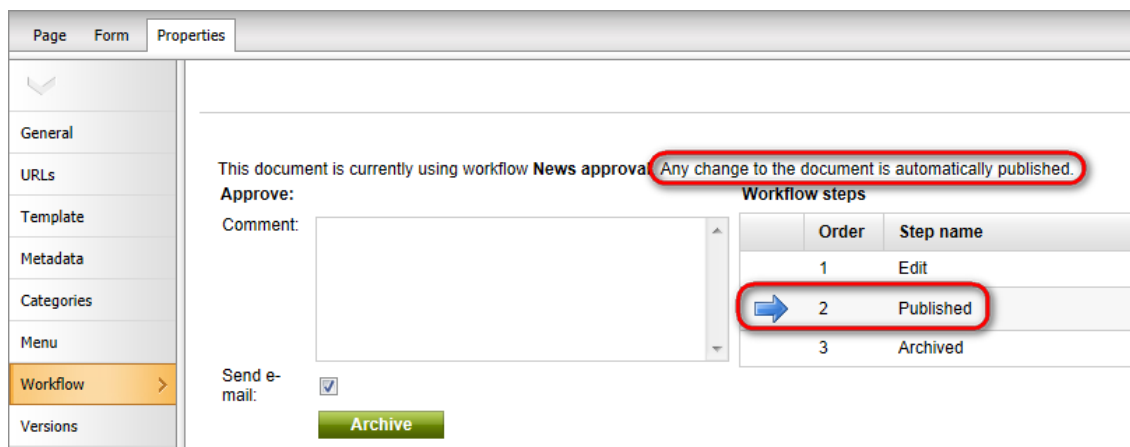 Page Form Properties
General
URLs
Template
Metadata
Categories
Menu
Workflow
Versions
This document is currently using workflow News approval. Any change to the document is automatically published.
Approve:
Comment:
Send e-
mail:
Archive
Workflow steps
Order Step name
1 Edit
2 Published
3 Archived